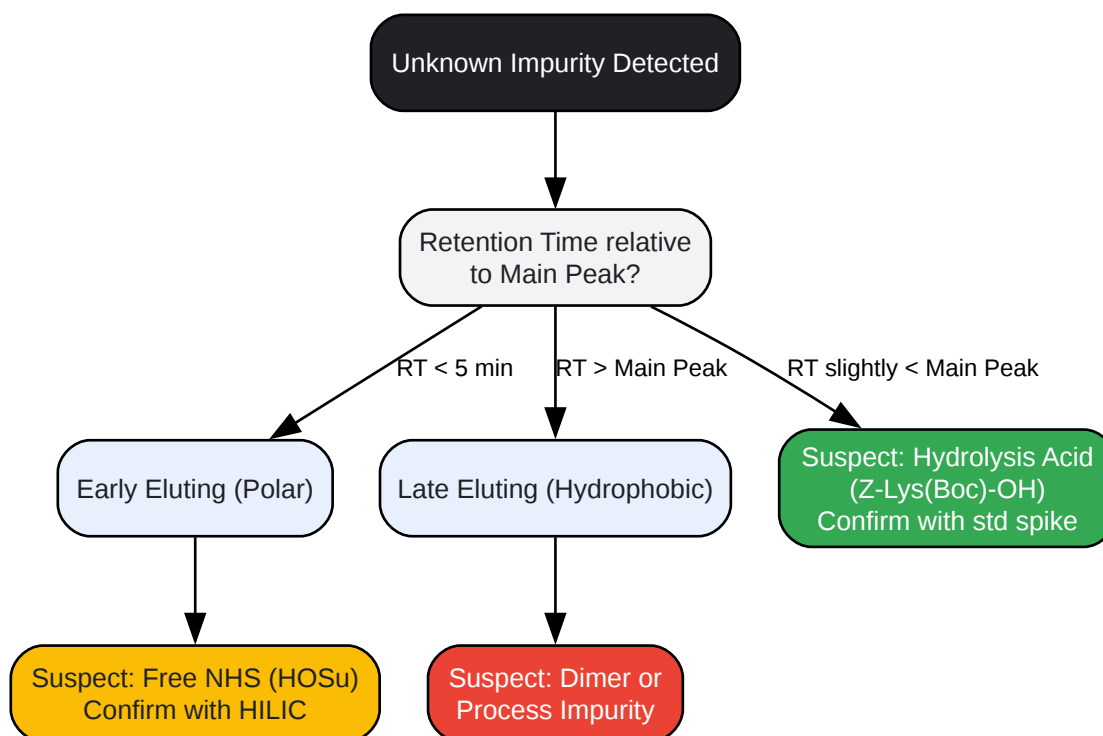 Unknown Impurity Detected
Retention Time relative
to Main Peak?
RT < 5 min
RT > Main Peak
RT slightly < Main Peak
Early Eluting (Polar)
Late Eluting (Hydrophobic)
Suspect: Hydrolysis Acid
(Z-Lys(Boc)-OH)
Confirm with std spike
Suspect: Free NHS (HOSu)
Confirm with HILIC
Suspect: Dimer or
Process Impurity